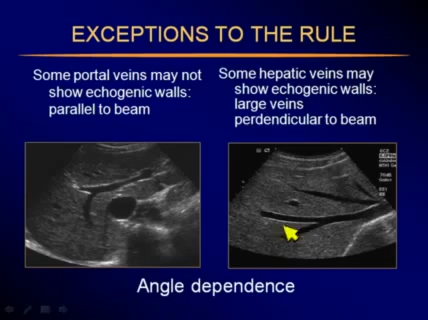 EXCEPTIONS TO THE RULE
Some portal veins may not
show echogenic walls:
parallel to beam
Some hepatic veins may
show echogenic walls:
large veins
perdendicular to beam
Angle dependence